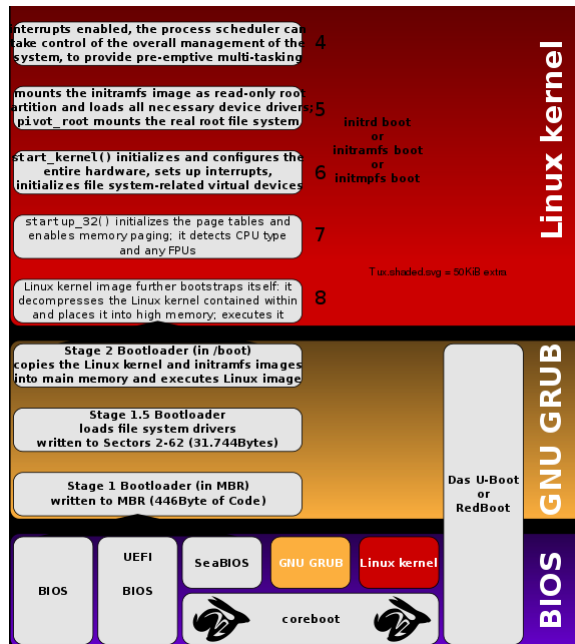 interrupts enabled, the process scheduler can
take control of the overall management of the
system, to provide pre-emptive multi-tasking
4
mounts the initramfs image as read-only root
partition and loads all necessary device drivers;
pivot_root mounts the real root file system
5
initrd boot
or
initramfs boot
or
initmpfs boot
start_kernel() initializes and configures the
entire hardware, sets up interrupts,
initializes file system-related virtual devices
6
startup_32() initializes the page tables and
enables memory paging; it detects CPU type
and any FPUs
7
Tux.shaded.svg = 50KiB extra
Linux kernel image further bootstraps itself: it
decompresses the Linux kernel contained within
and places it into high memory; executes it
8
Linux kernel
Stage 2 Bootloader (in /boot)
copies the Linux kernel and initramfs images
into main memory and executes Linux image
Stage 1.5 Bootloader
loads file system drivers
written to Sectors 2-62 (31.744Bytes)
Stage 1 Bootloader (in MBR)
written to MBR (446Byte of Code)
Das U-Boot
or
RedBoot
GNU GRUB
BIOS
UEFI
BIOS
SeaBIOS
GNU GRUB
Linux kernel
coreboot
BIOS